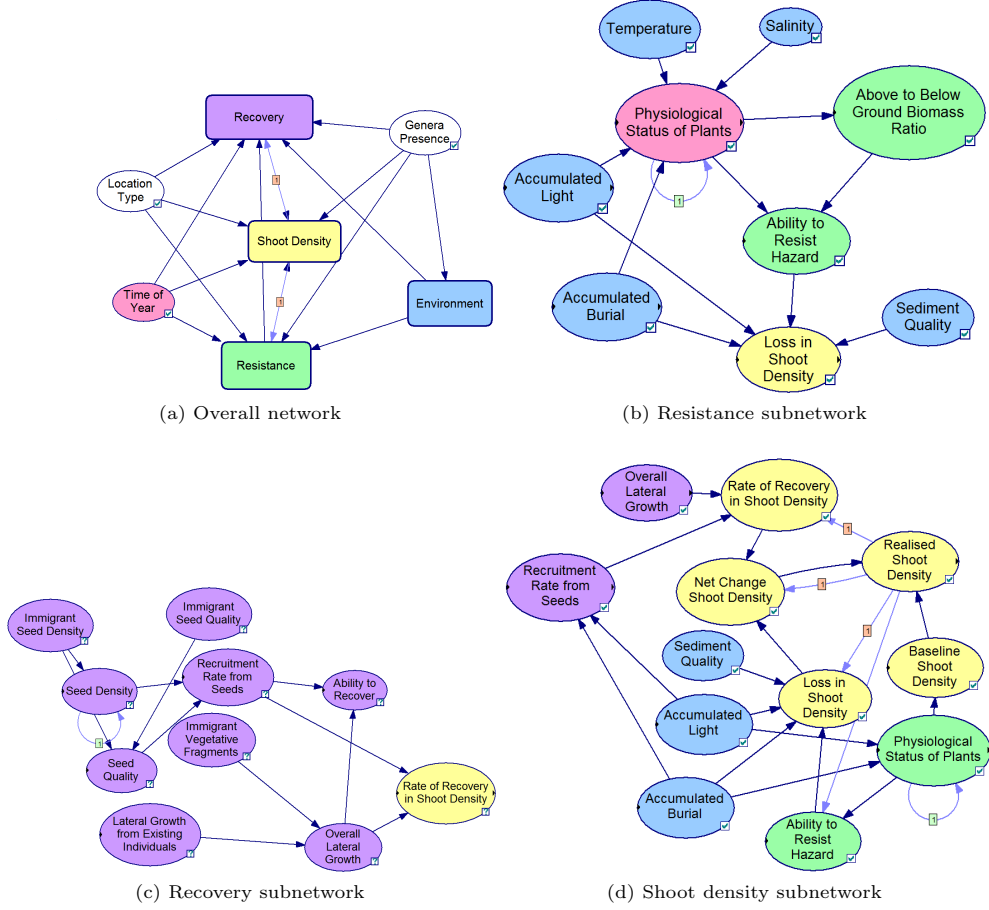 Recovery
Genera
Presence
Location
Type
1
Shoot Density
Time of
Year
1
Environment
Resistance
(a) Overall network
Temperature
Salinity
Physiological
Status of Plants
Above to Below
Ground Biomass
Ratio
Accumulated
Light
1
Ability to
Resist
Hazard
Accumulated
Burial
Sediment
Quality
Loss in
Shoot
Density
(b) Resistance subnetwork
Immigrant
Seed Density
Immigrant
Seed Quality
Seed Density
Recruitment
Rate from
Seeds
Ability to
Recover
1
Immigrant
Vegetative
Fragments
Seed
Quality
Rate of Recovery
in Shoot Density
Lateral Growth
from Existing
Individuals
Overall
Lateral
Growth
(c) Recovery subnetwork
Overall
Lateral
Growth
Rate of Recovery
in Shoot Density
1
Realised
Shoot
Density
Recruitment
Rate from
Seeds
Net Change
Shoot Density
1
1
Sediment
Quality
Baseline
Shoot
Density
Loss in
Shoot
Density
Accumulated
Light
Physiological
Status of Plants
Accumulated
Burial
1
Ability to
Resist
Hazard
(d) Shoot density subnetwork